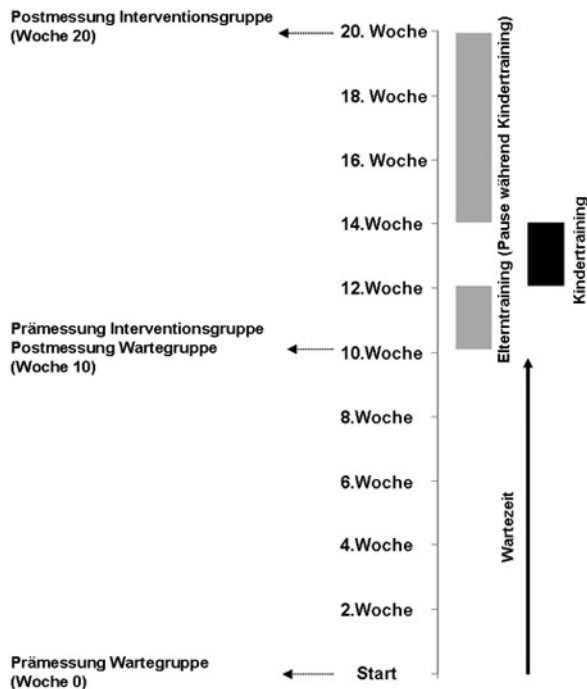 Postmessung Interventionsgruppe
(Woche 20)
20. Woche
18. Woche
16. Woche
14.Woche
12.Woche
Prämessung Interventionsgruppe
Postmessung Wartegruppe
(Woche 10)
10.Woche
8.Woche
6.Woche
4.Woche
2.Woche
Prämessung Wartegruppe
(Woche 0)
Start
Elterntraining (Pause während Kindertraining)
Kindertraining
Wartezeit